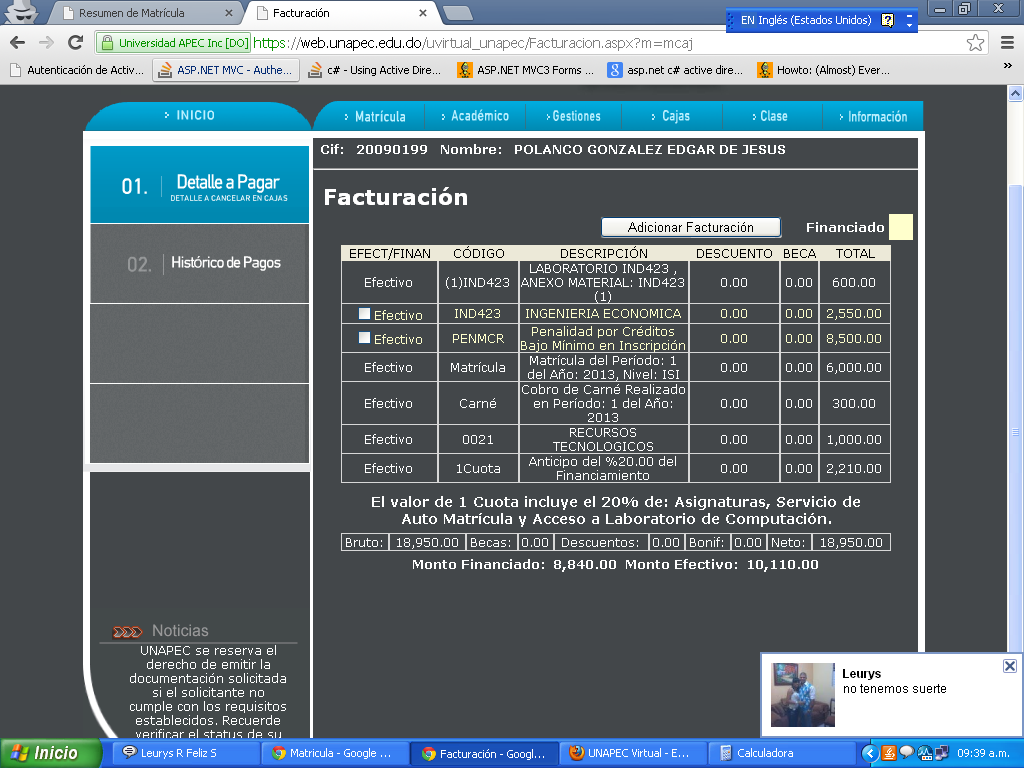 Resumen de Matrícula
Facturación
EN Inglés (Estados Unidos)
Universidad APEC Inc [DO]
https://web.unapec.edu.do/uvirtual_unapec/Facturacion.aspx?m=mcaj
Autenticación de Activ...
ASP.NET MVC - Authe...
c# - Using Active Dire...
ASP.NET MVC3 Forms ...
asp.net c# active dire...
Howto: (Almost) Ever...
»
> INICIO
> Matrícula
> Académico
> Gestiones
> Cajas
> Clase
> Información
Cif: 20090199 Nombre: POLANCO GONZALEZ EDGAR DE JESUS
01. Detalle a Pagar
DETALLE A CANCELAR EN CAJAS
02. Histórico de Pagos
Facturación
Adicionar Facturación
Financiado
EFECT/FINAN CÓDIGO DESCRIPCIÓN DESCUENTO BECA TOTAL
LABORATORIO IND423 ,
Efectivo (1)IND423 ANEXO MATERIAL: IND423 0.00 0.00 600.00
(1)
Efectivo IND423 INGENIERIA ECONOMICA 0.00 0.00 2,550.00
Penalidad por Créditos
Efectivo PENMCR 0.00 0.00 8,500.00
Bajo Mínimo en Inscripción
Matrícula del Período: 1
Efectivo Matrícula 0.00 0.00 6,000.00
del Año: 2013, Nivel: ISI
Cobro de Carné Realizado
Efectivo Carné en Período: 1 del Año: 0.00 0.00 300.00
2013
RECURSOS
Efectivo 0021 0.00 0.00 1,000.00
TECNOLOGICOS
Anticipo del %20.00 del
Efectivo 1Cuota 0.00 0.00 2,210.00
Financiamiento
El valor de 1 Cuota incluye el 20% de: Asignaturas, Servicio de
Auto Matrícula y Acceso a Laboratorio de Computación.
Bruto: 18,950.00 Becas: 0.00 Descuentos: 0.00 Bonif: 0.00 Neto: 18,950.00
Monto Financiado: 8,840.00 Monto Efectivo: 10,110.00
Noticias
UNAPEC se reserva el
derecho de emitir la
documentación solicitada
si el solicitante no
cumple con los requisitos
establecidos. Recuerde
verificar el status de su
Leurys
no tenemos suerte
Inicio
Leurys R Feliz S
Matricula - Google ...
Facturación - Googl...
UNAPEC Virtual - E...
Calculadora
09:39 a.m.